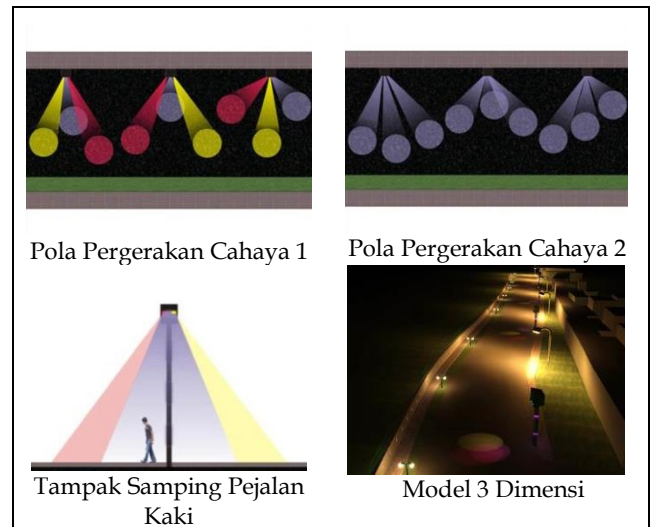 Pola Pergerakan Cahaya 1
Pola Pergerakan Cahaya 2
Tampak Samping Pejalan
Kaki
Model 3 Dimensi